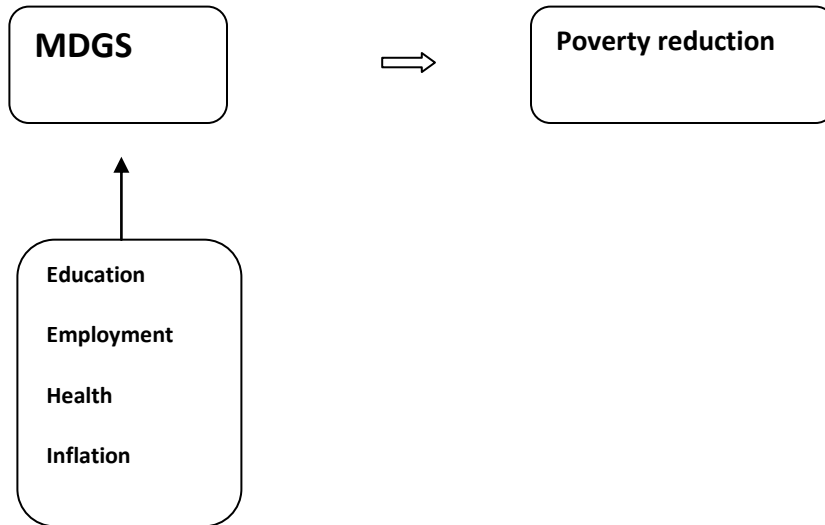 MDGS
Poverty reduction
Education
Employment
Health
Inflation